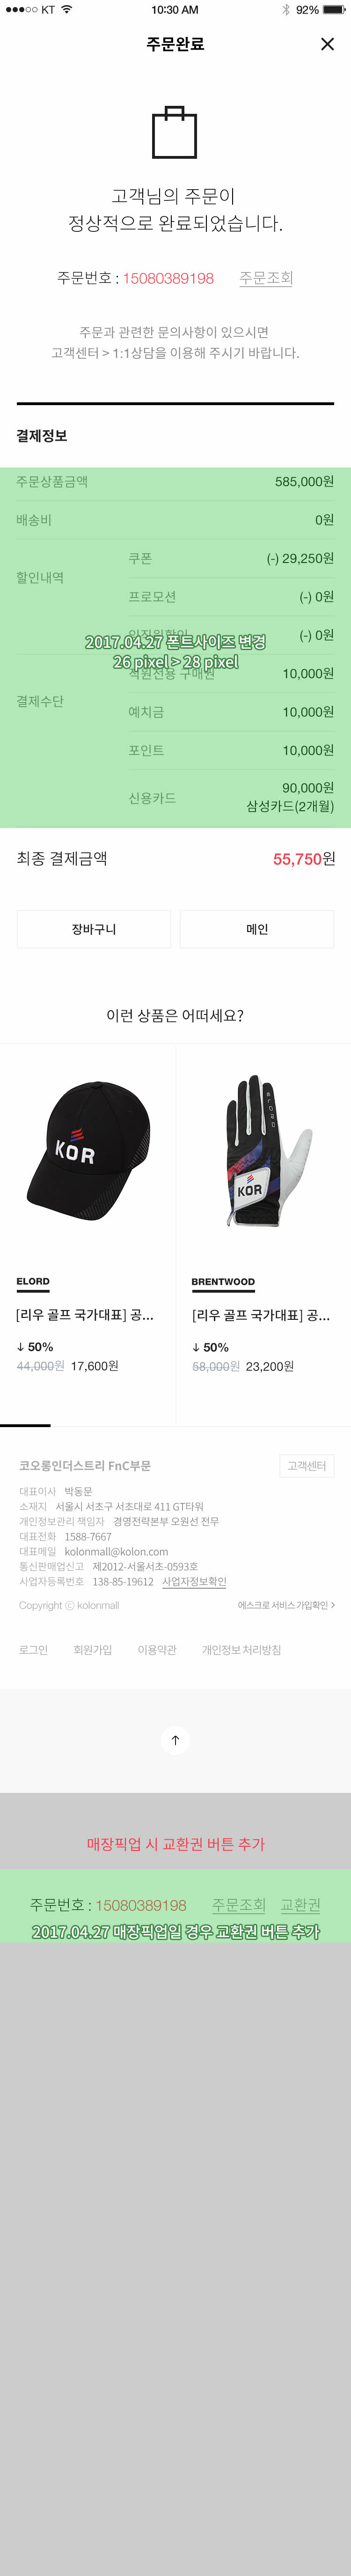 KT 10:30 AM 92%
주문완료
고객님의 주문이
정상적으로 완료되었습니다.
주문번호 : 15080389198 주문조회
주문과 관련한 문의사항이 있으시면
고객센터 > 1:1상담을 이용해 주시기 바랍니다.
결제정보
주문상품금액 585,000원
배송비 0원
할인내역
쿠폰 (-) 29,250원
프로모션 (-) 0원
임직원할인 (-) 0원
2017.04.27 폰트사이즈 변경
26 pixel > 28 pixel
결제수단
직원전용 구매권 10,000원
예치금 10,000원
포인트 10,000원
신용카드 90,000원
삼성카드(2개월)
최종 결제금액 55,750원
장바구니 메인
이런 상품은 어떠세요?
KOR
ELORD
KOR
ELORD
[리우 골프 국가대표] 공...
↓ 50%
44,000원 17,600원
BRENTWOOD
[리우 골프 국가대표] 공...
↓ 50%
58,000원 23,200원
코오롱인더스트리 FnC부문 고객센터
대표이사 박동문
소재지 서울시 서초구 서초대로 411 GT타워
개인정보관리 책임자 경영전략본부 오원선 전무
대표전화 1588-7667
대표메일 kolonmall@kolon.com
통신판매업신고 제2012-서울서초-0593호
사업자등록번호 138-85-19612 사업자정보확인
Copyright ⓒ kolonmall 에스크로 서비스 가입확인 >
로그인 회원가입 이용약관 개인정보 처리방침
매장픽업 시 교환권 버튼 추가
주문번호 : 15080389198 주문조회 교환권
2017.04.27 매장픽업일 경우 교환권 버튼 추가